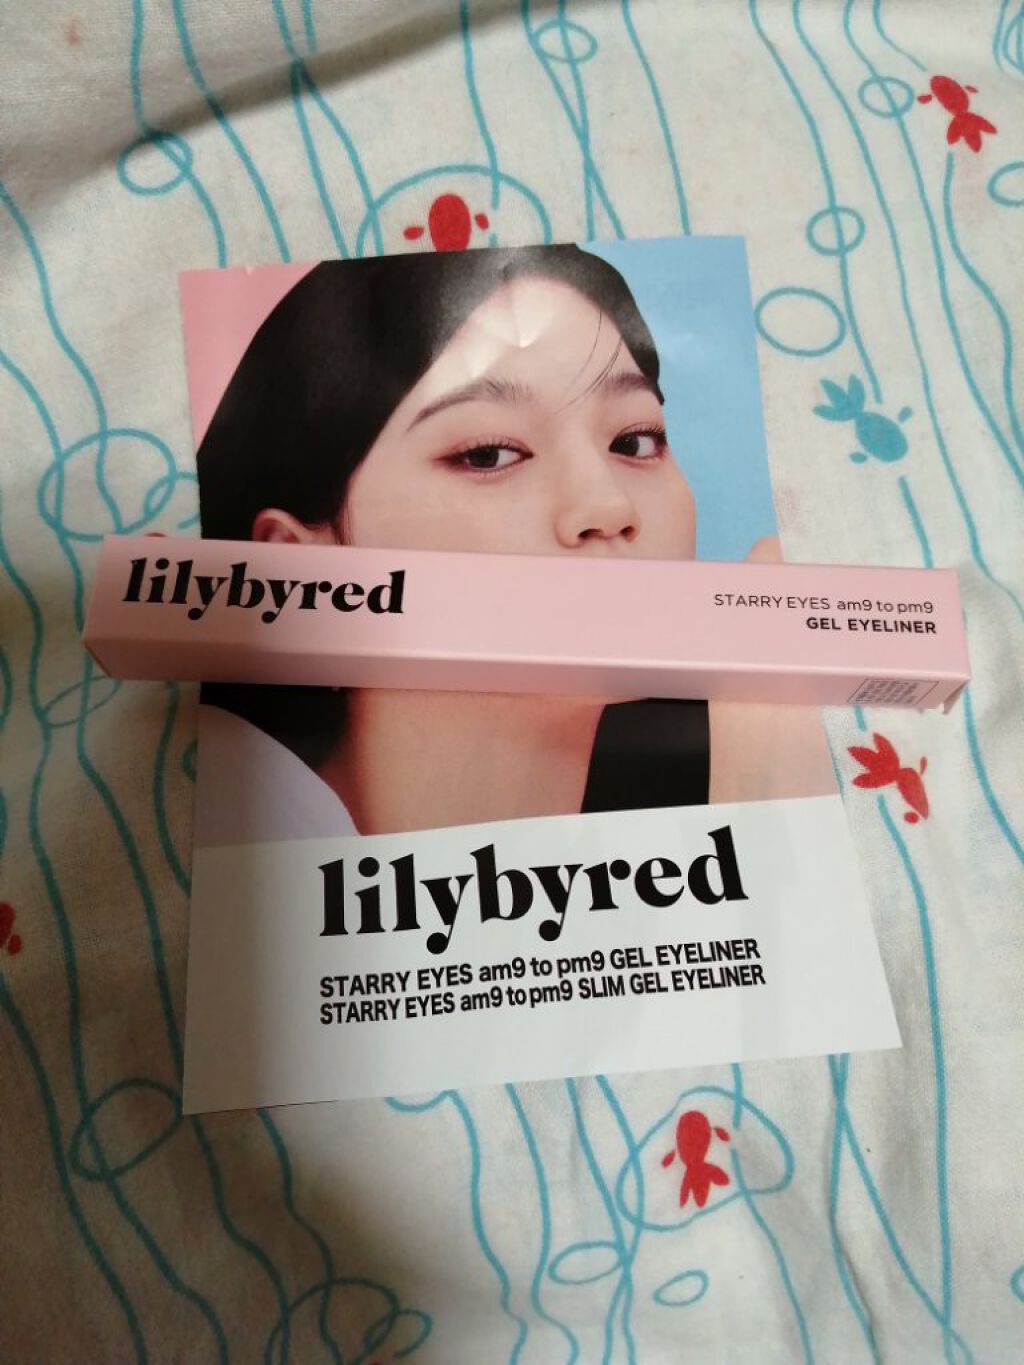 lilybyred
STARRY EYES am9 to pm9
GEL EYELINER
lilybyred
STARRY EYES am9 to pm9 GEL EYELINER
STARRY EYES am9 to pm9 SLIM GEL EYELINER